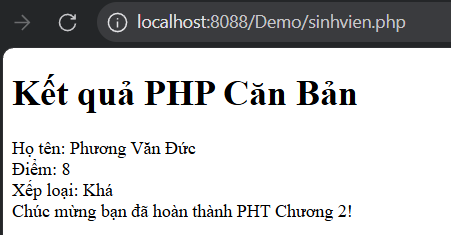 localhost:8088/Demo/sinhvien.php
Kết quả PHP Căn Bản
Họ tên: Phương Văn Đức
Điểm: 8
Xếp loại: Khá
Chúc mừng bạn đã hoàn thành PHT Chương 2!